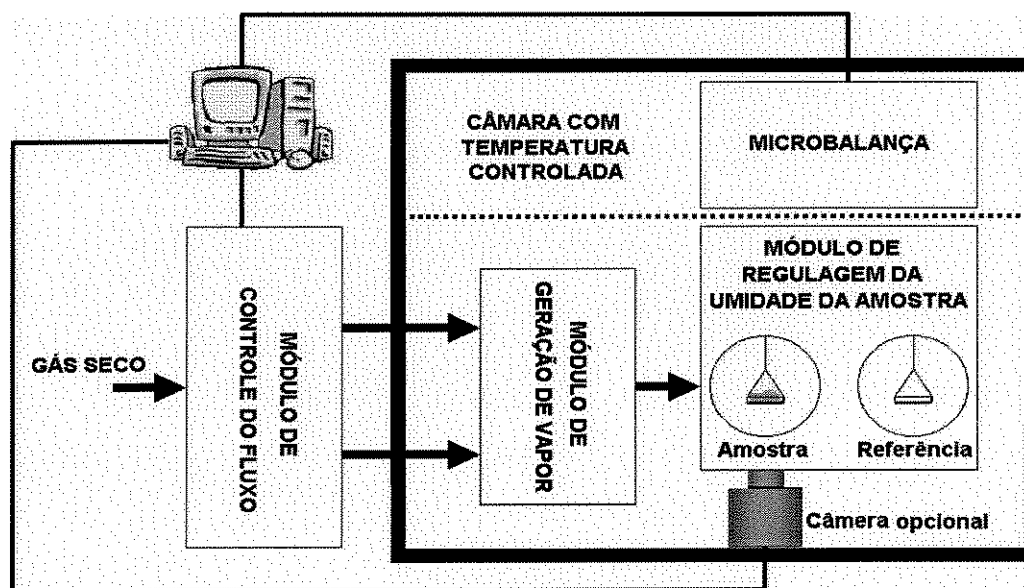 CÂMARA COM
TEMPERATURA
CONTROLADA
MICROBALANÇA
MÓDULO DE
CONTROLE DO FLUXO
GÁS SECO
MÓDULO DE
GERAÇÃO DE VAPOR
MÓDULO DE
REGULAGEM DA
UMIDADE DA AMOSTRA
Amostra
Referência
Câmera opcional